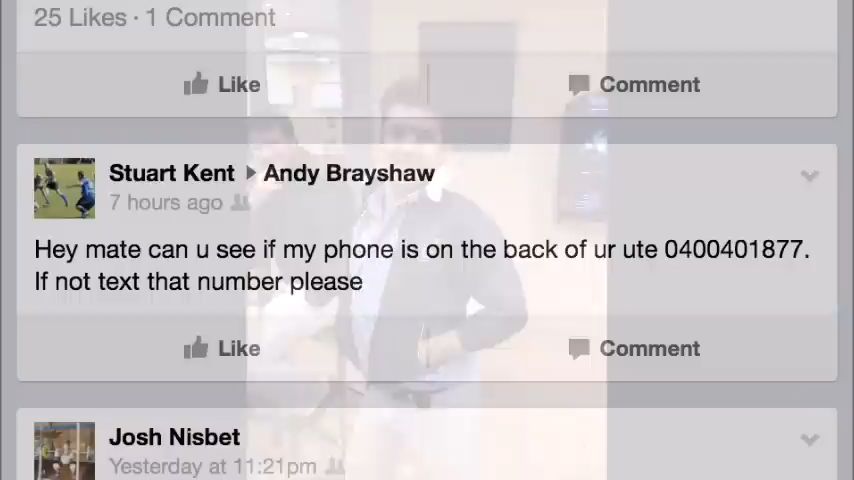 25 Likes · 1 Comment
Like
Comment
Stuart Kent ▸ Andy Brayshaw
7 hours ago
Hey mate can u see if my phone is on the back of ur ute 0400401877.
If not text that number please
Like
Comment
Josh Nisbet
Yesterday at 11:21pm